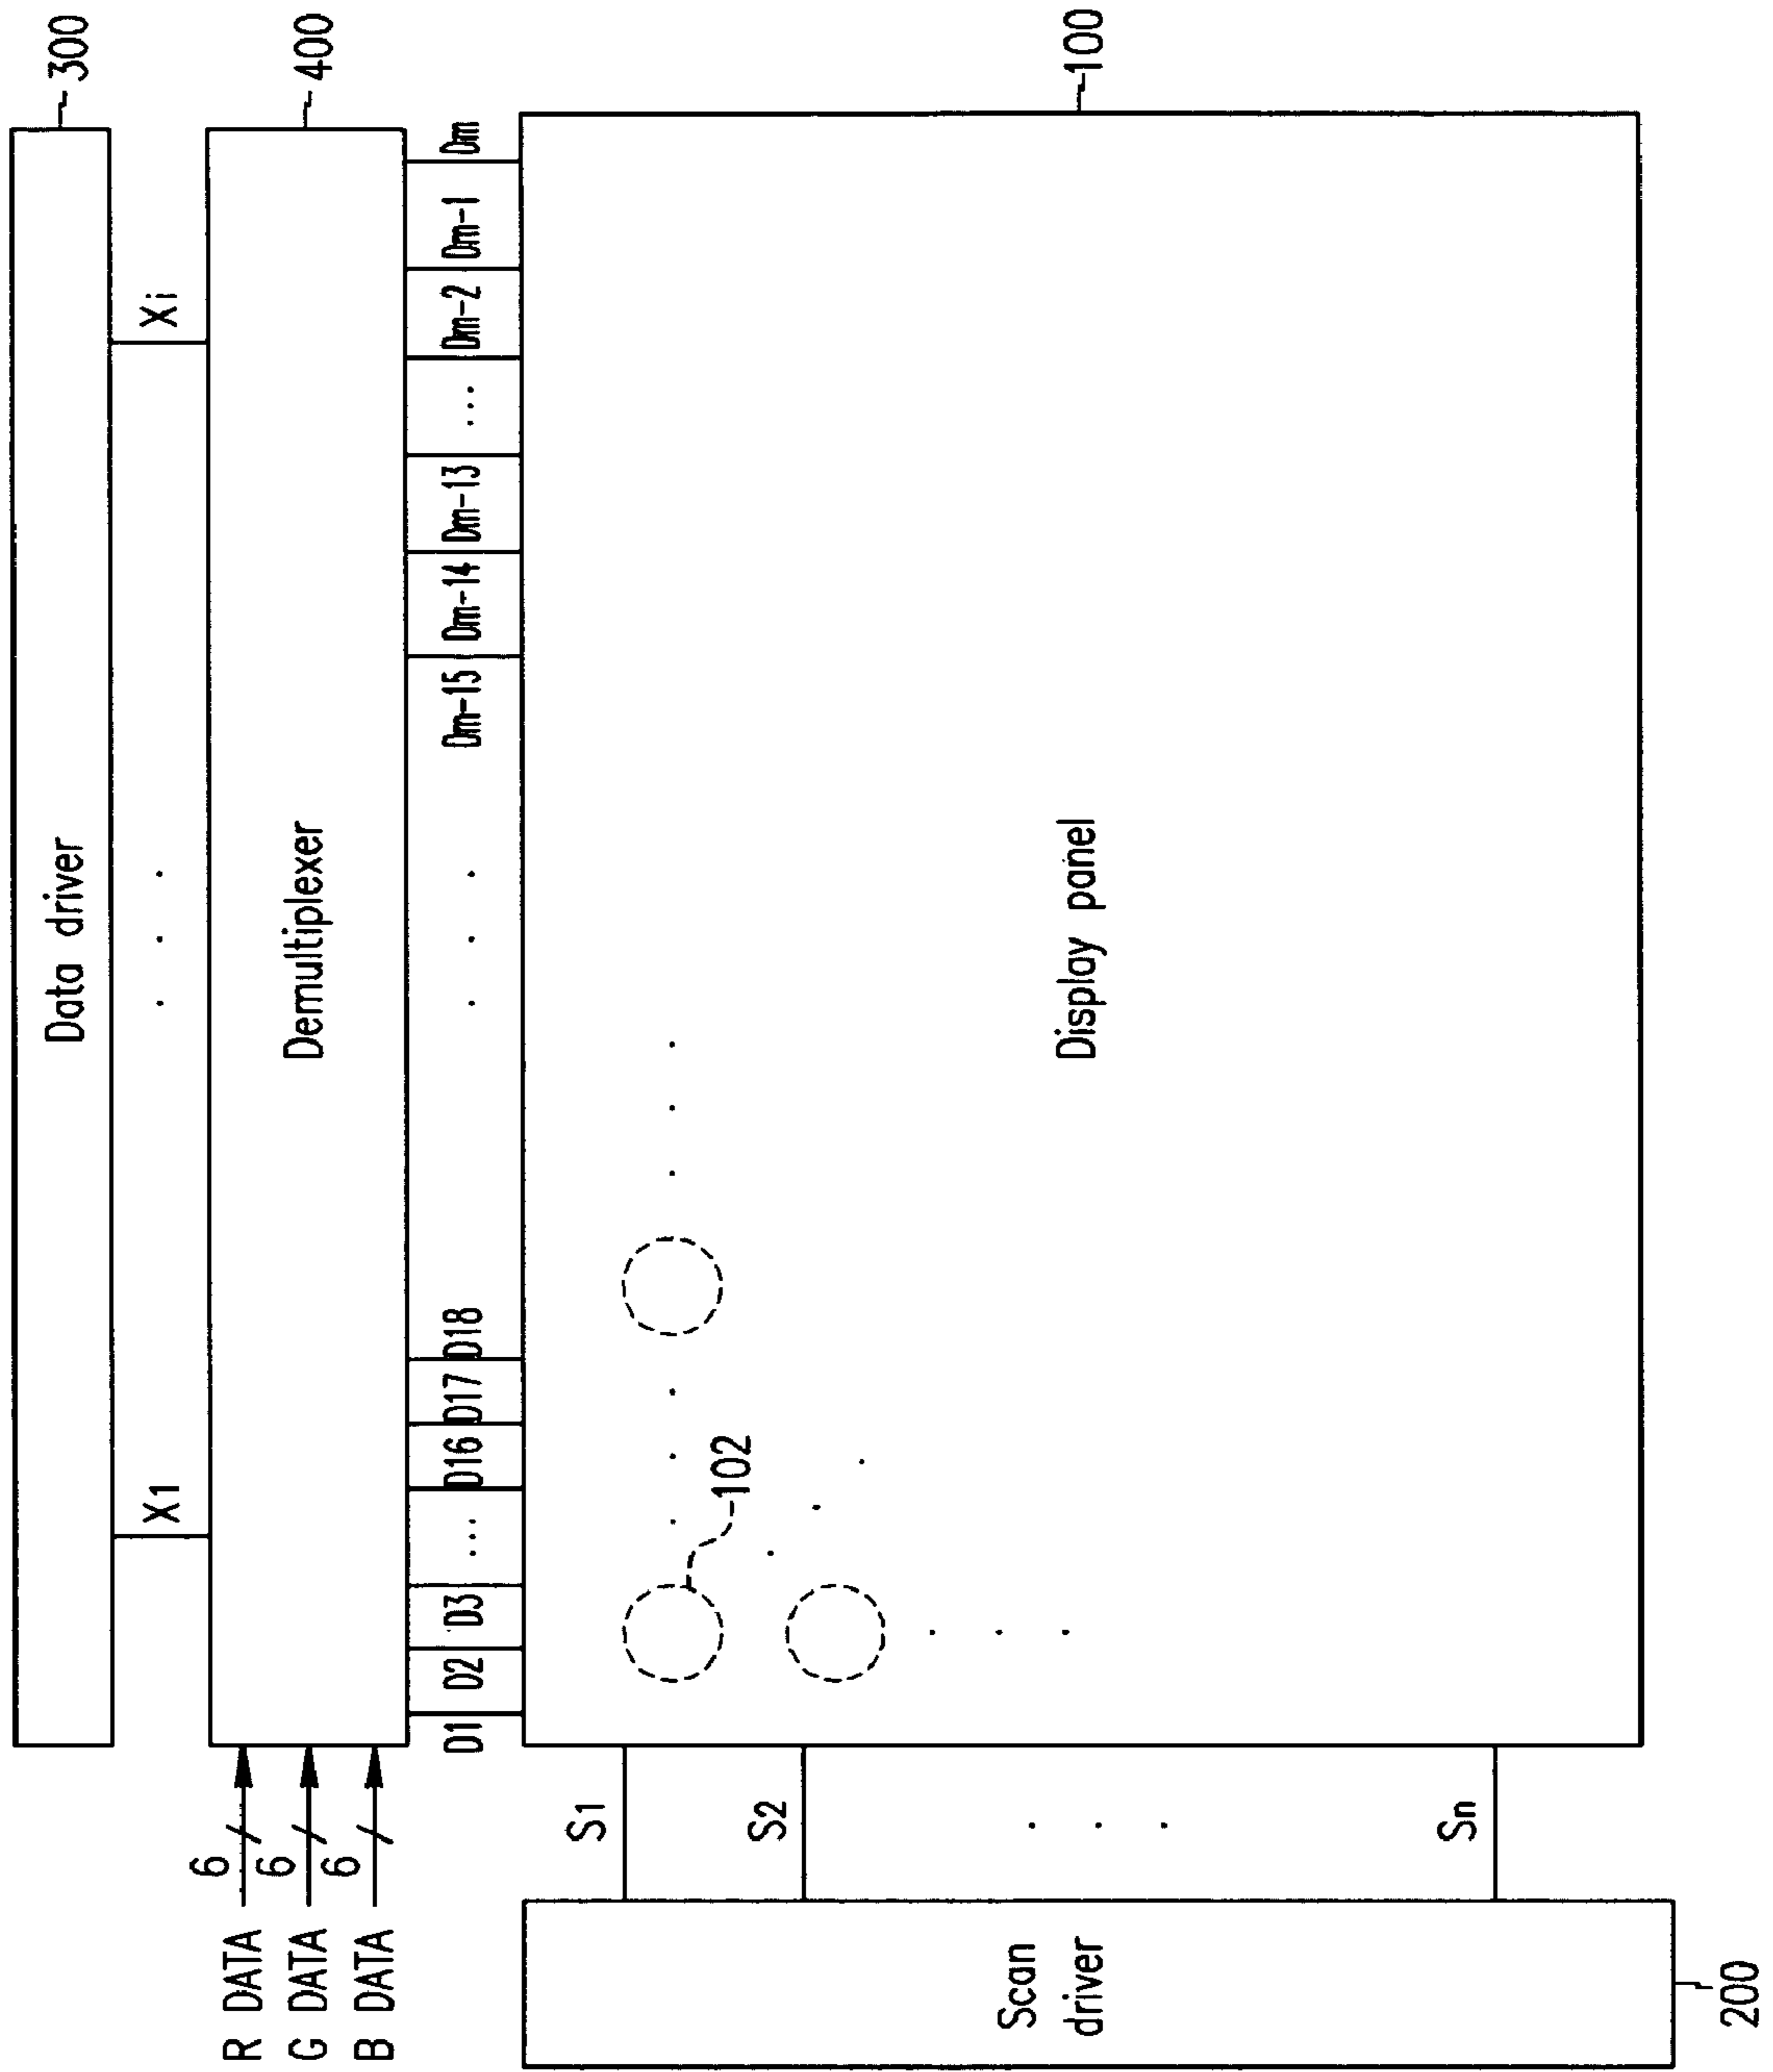 Data driver
300
X1
. . .
Xi
R DATA
6
G DATA
6
B DATA
6
Demultiplexer
400
D1 D2 D3 ... D16 D17 D18 . . . Dm-15 Dm-14 Dm-13 ... Dm-2 Dm-1 Dm
102
Display panel
100
S1
S2
. . .
Sn
Scan
driver
200